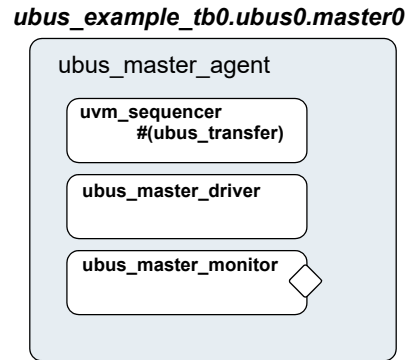 ubus_example_tb0.ubus0.master0
ubus_master_agent
uvm_sequencer
#(ubus_transfer)
ubus_master_driver
ubus_master_monitor